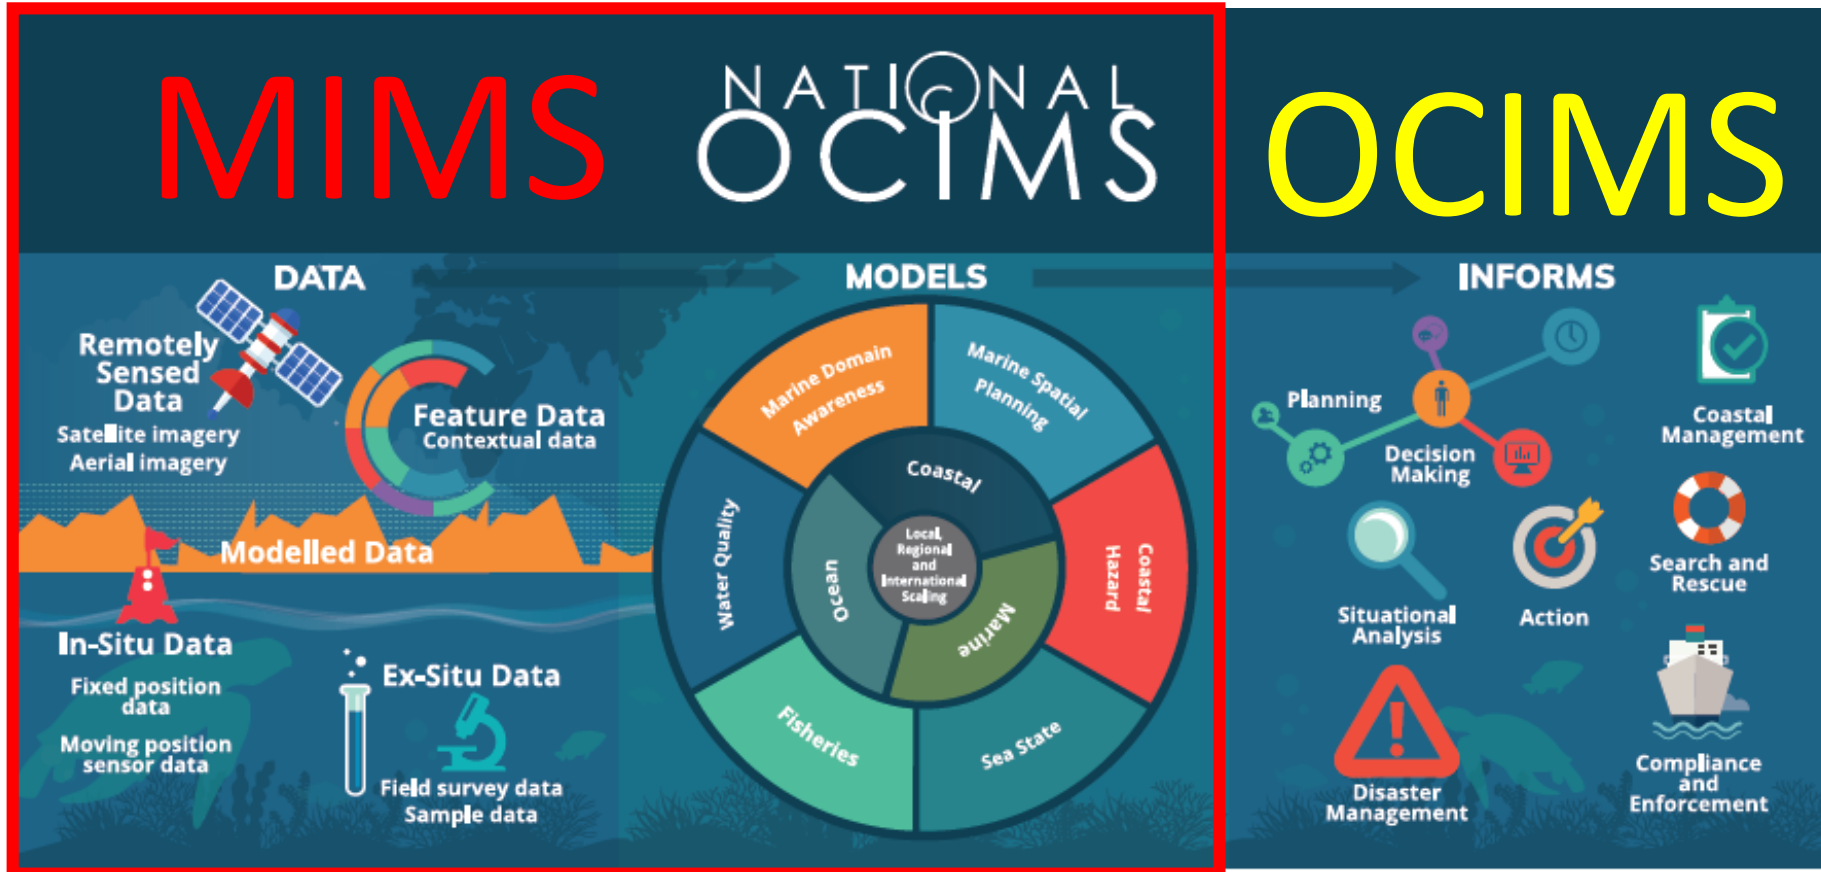 MIMS
NATIONAL
OCIMS
OCIMS
DATA
MODELS
INFORMS
Remotely
Sensed
Data
Satellite imagery
Aerial imagery
Feature Data
Contextual data
Modelled Data
In-Situ Data
Fixed position
data
Moving position
sensor data
Ex-Situ Data
Field survey data
Sample data
Marine Domain
Awareness
Marine Spatial
Planning
Coastal
Hazard
Sea State
Fisheries
Water Quality
Coastal
Marine
Ocean
Local,
Regional
and
International
Scaling
Planning
Decision
Making
Coastal
Management
Situational
Analysis
Action
Search and
Rescue
Disaster
Management
Compliance
and
Enforcement